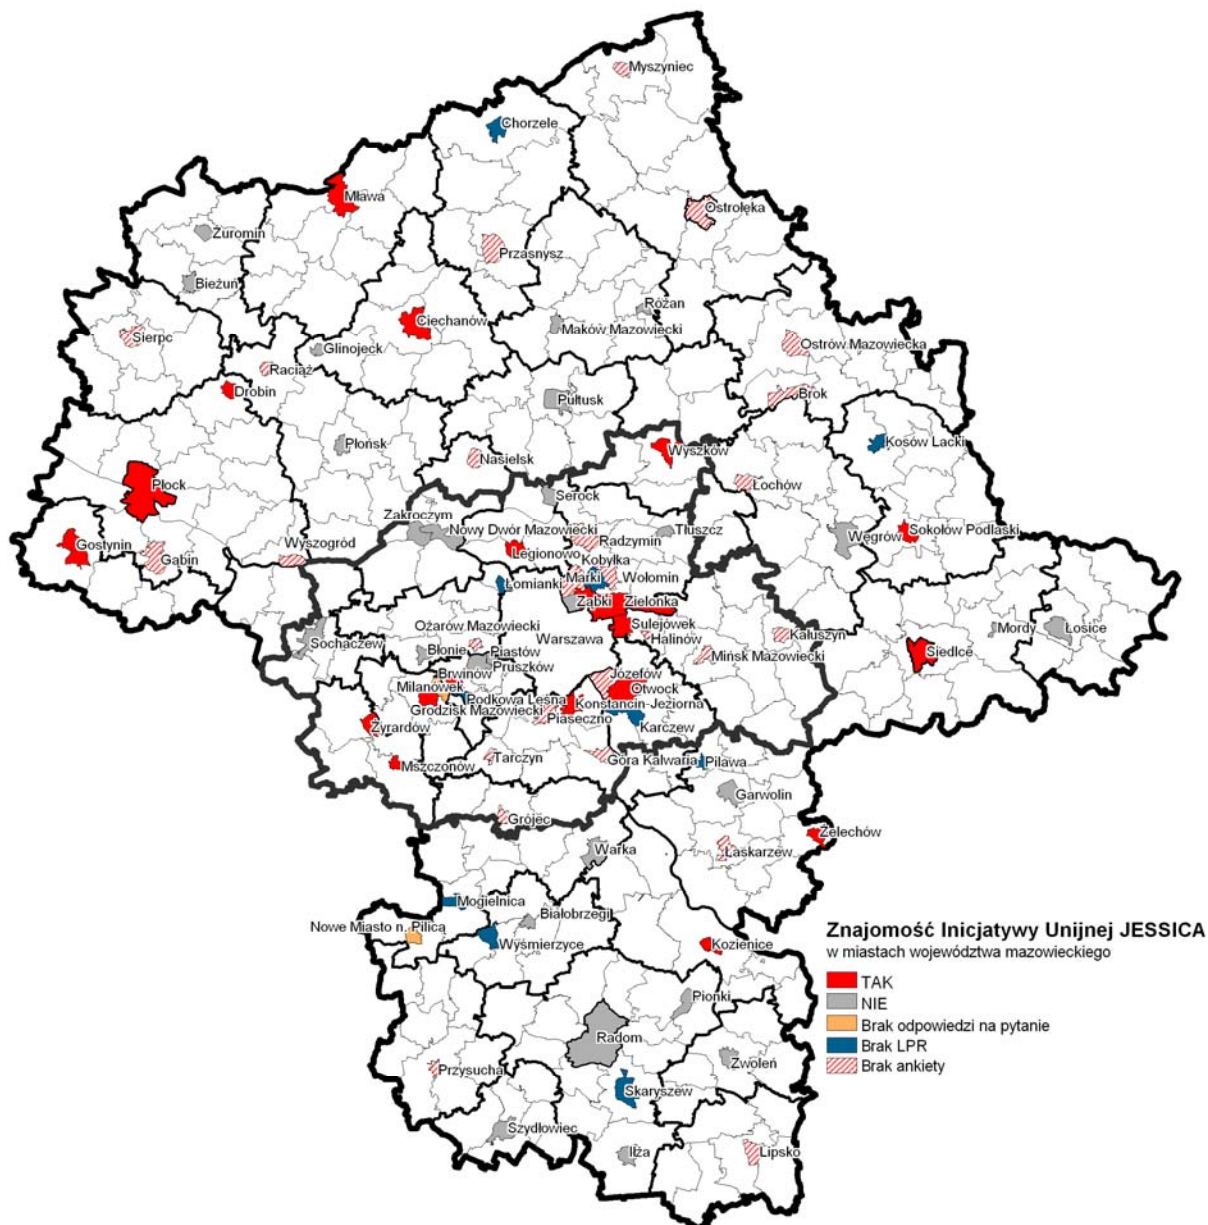 Myszyniec
Chorzele
Mława
Ostrołęka
Żuromin
Przasnysz
Bieżuń
Różan
Ciechanów
Maków Mazowiecki
Sierpc
Glinojeck
Ostrów Mazowiecka
Raciąż
Drobin
Brok
Pułtusk
Płońsk
Kosów Lacki
Wyszków
Nasielsk
Płock
Łochów
Serock
Zakroczym
Nowy Dwór Mazowiecki
Tłuszcz
Sokołów Podlaski
Gostynin
Wyszogród
Radzymin
Węgrów
Legionowo
Gąbin
Kobyłka
Łomianki
Marki
Wołomin
Ząbki
Zielonka
Ożarów Mazowiecki
Sulejówek
Mordy
Łosice
Sochaczew
Warszawa
Halinów
Kałuszyn
Błonie
Piastów
Siedlce
Mińsk Mazowiecki
Pruszków
Brwinów
Józefów
Milanówek
Otwock
Podkowa Leśna
Konstancin-Jeziorna
Grodzisk Mazowiecki
Piaseczno
Żyrardów
Karczew
Mszczonów
Tarczyn
Góra Kalwaria
Pilawa
Garwolin
Grójec
Żelechów
Warka
Łaskarzew
Mogielnica
Białobrzegi
Nowe Miasto n. Pilicą
Wyśmierzyce
Kozienice
Znajomość Inicjatywy Unijnej JESSICA
w miastach województwa mazowieckiego
TAK
NIE
Brak odpowiedzi na pytanie
Brak LPR
Brak ankiety
Pionki
Radom
Zwoleń
Przysucha
Skaryszew
Szydłowiec
Iłża
Lipsko